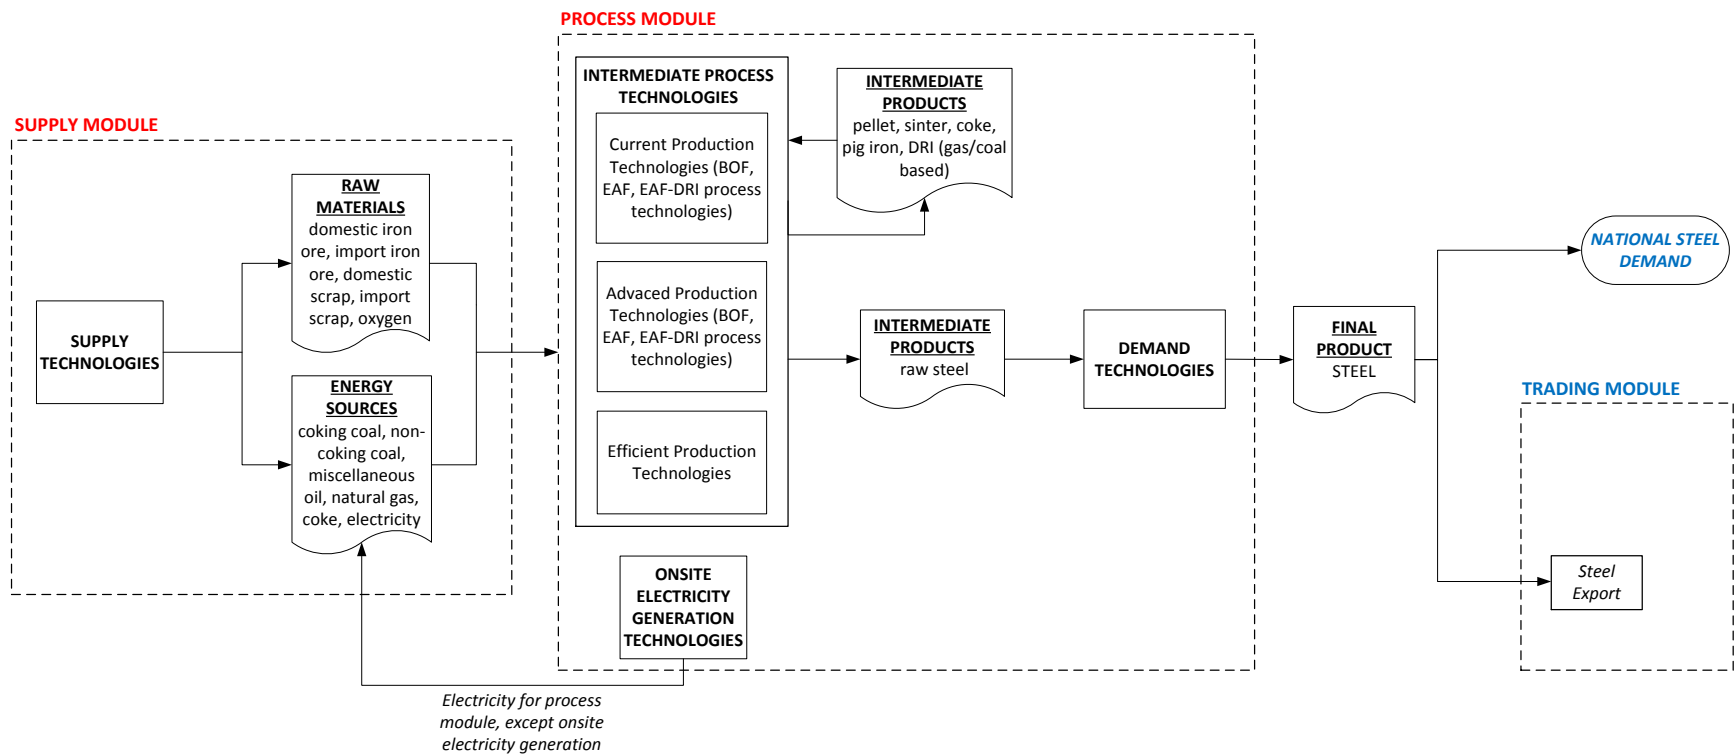 PROCESS MODULE
SUPPLY MODULE
SUPPLY
TECHNOLOGIES
RAW
MATERIALS
domestic iron
ore, import iron
ore, domestic
scrap, import
scrap, oxygen
ENERGY
SOURCES
coking coal, non-
coking coal,
miscellaneous
oil, natural gas,
coke, electricity
INTERMEDIATE PROCESS
TECHNOLOGIES
Current Production
Technologies (BOF,
EAF, EAF-DRI process
technologies)
Advaced Production
Technologies (BOF,
EAF, EAF-DRI process
technologies)
Efficient Production
Technologies
INTERMEDIATE
PRODUCTS
pellet, sinter, coke,
pig iron, DRI (gas/coal
based)
INTERMEDIATE
PRODUCTS
raw steel
DEMAND
TECHNOLOGIES
ONSITE
ELECTRICITY
GENERATION
TECHNOLOGIES
Electricity for process
module, except onsite
electricity generation
FINAL
PRODUCT
STEEL
NATIONAL STEEL
DEMAND
TRADING MODULE
Steel
Export